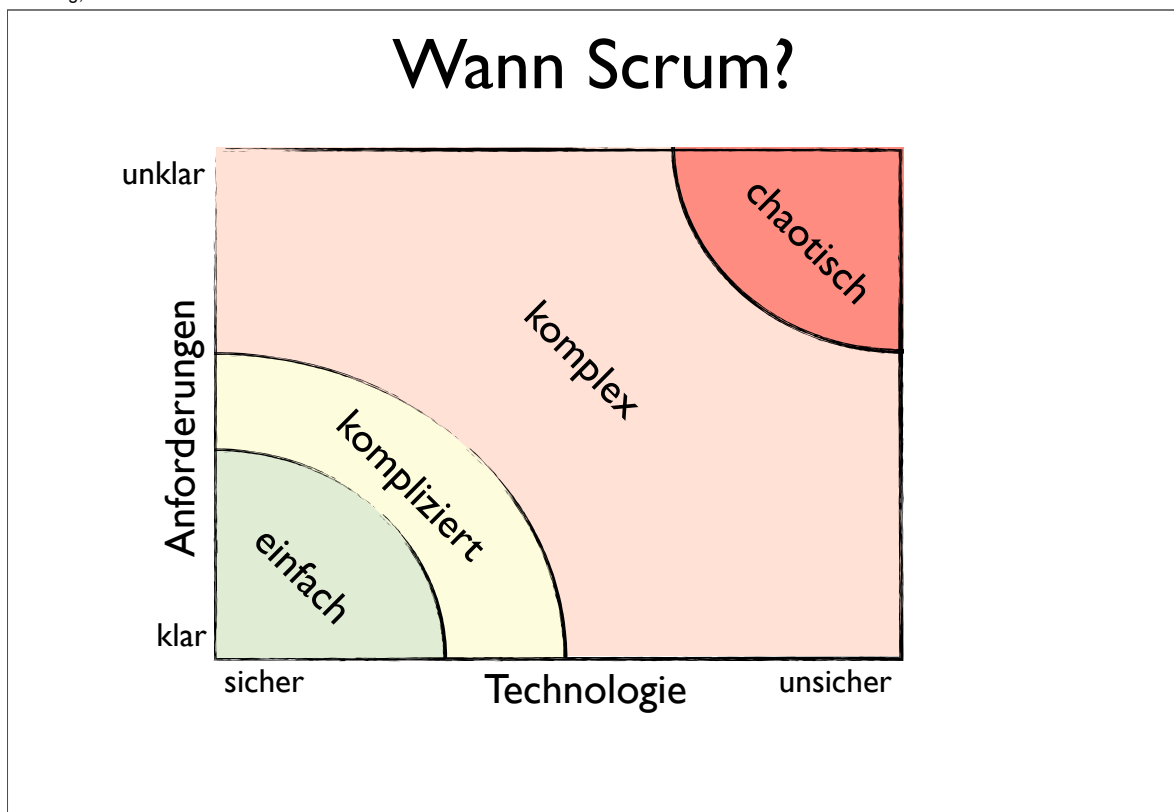 Wann Scrum?
unklar
chaotisch
komplex
Anforderungen
kompliziert
einfach
klar
sicher
Technologie
unsicher